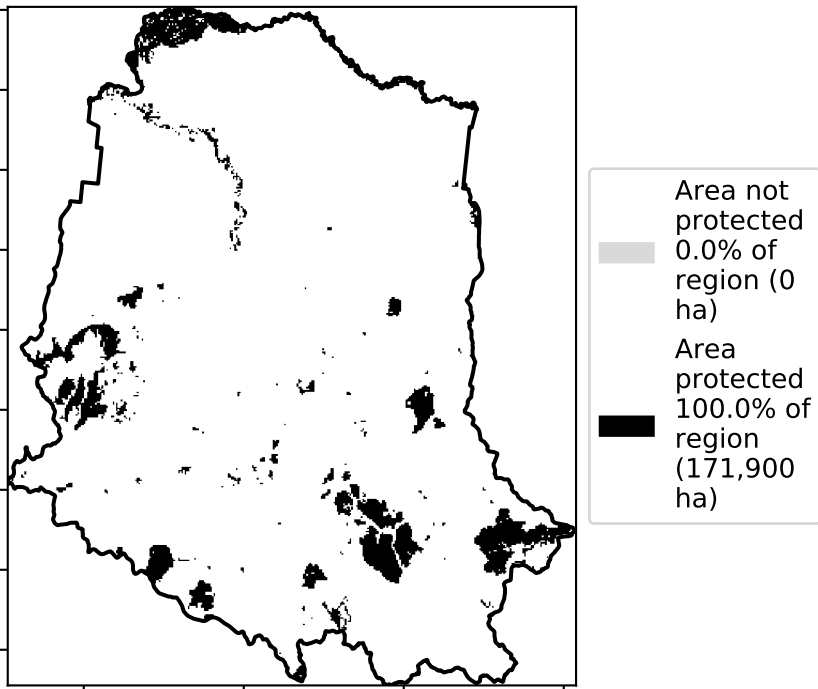 Area not
protected
0.0% of
region (0
ha)
Area
protected
100.0% of
region
(171,900
ha)